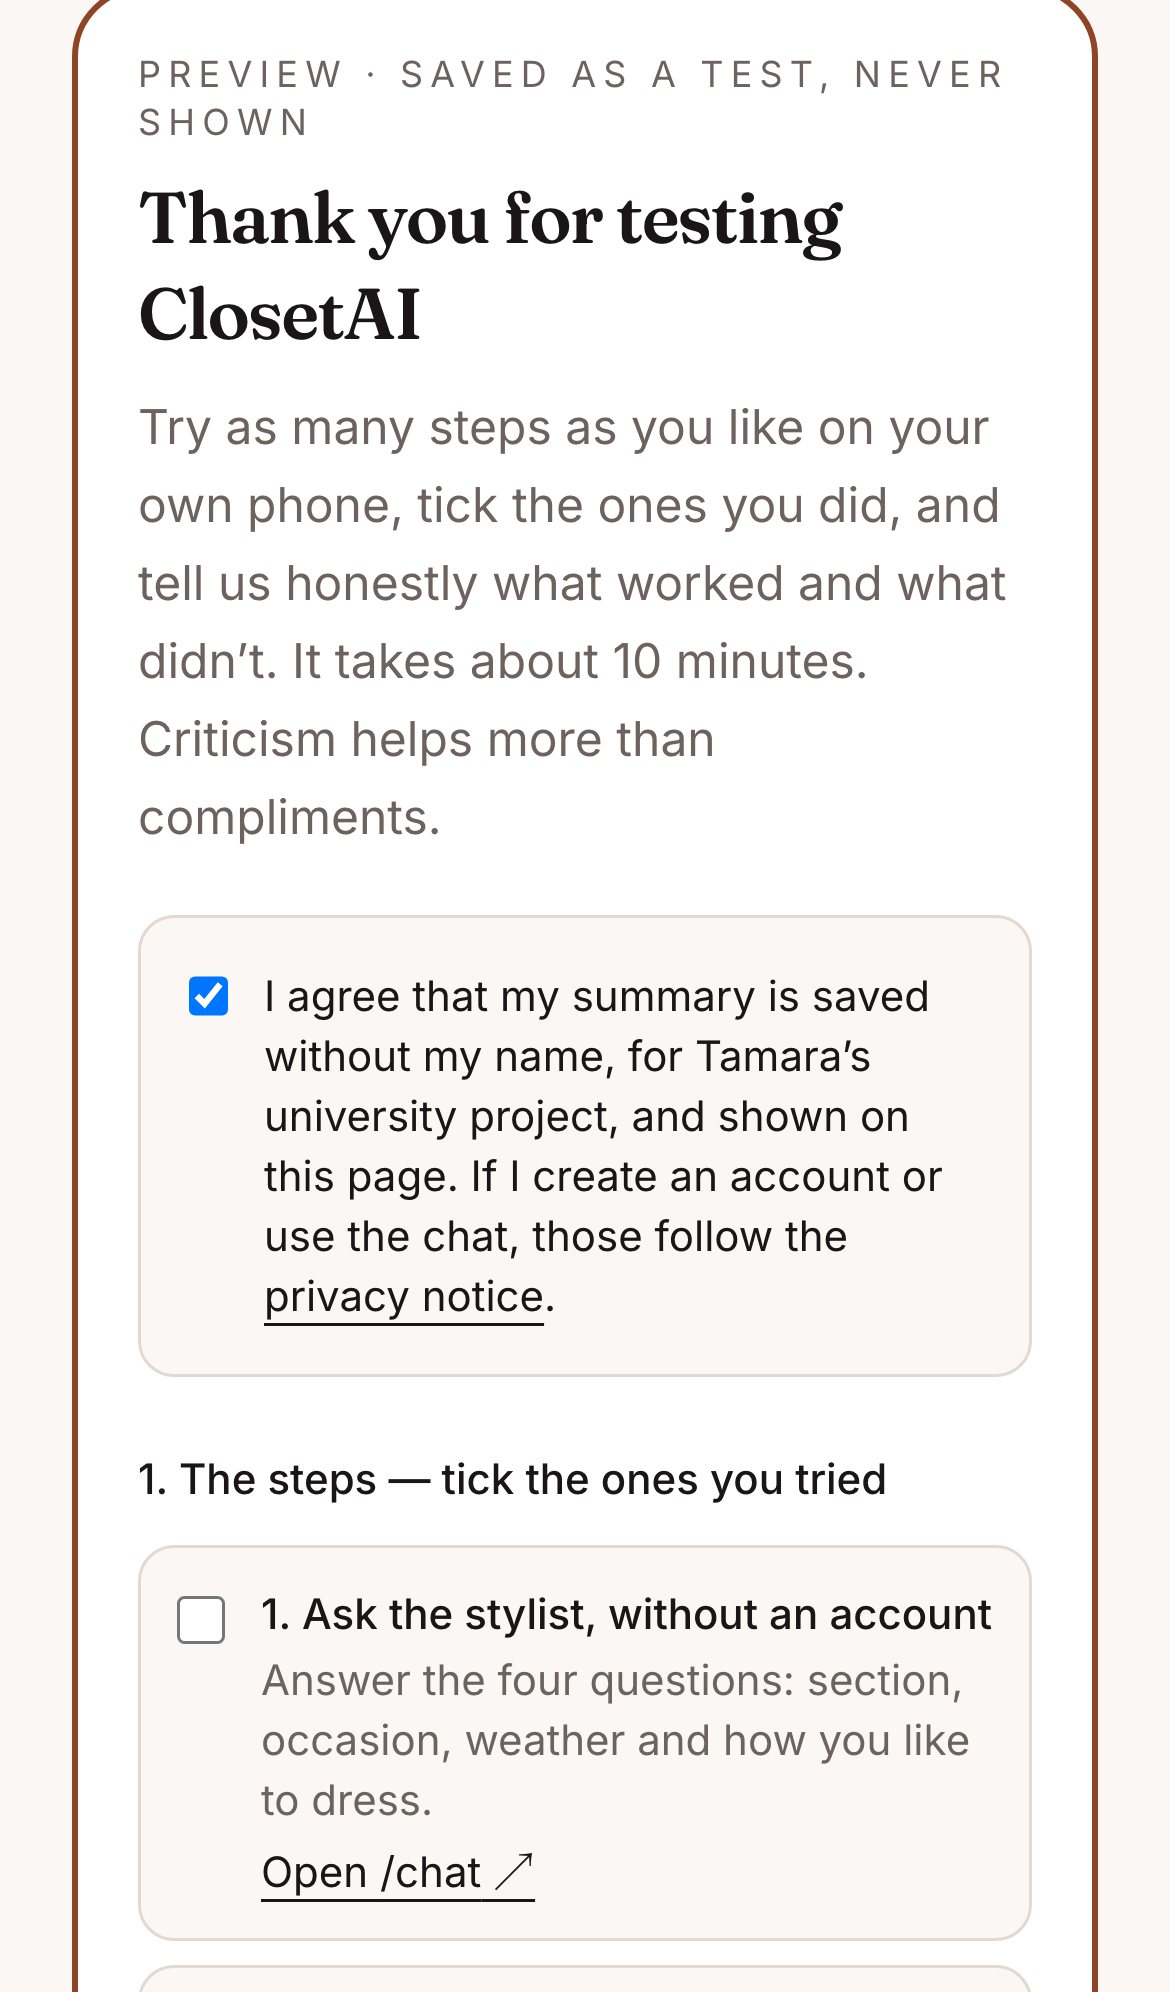 PREVIEW · SAVED AS A TEST, NEVER
SHOWN
Thank you for testing
ClosetAI
Try as many steps as you like on your
own phone, tick the ones you did, and
tell us honestly what worked and what
didn’t. It takes about 10 minutes.
Criticism helps more than
compliments.
I agree that my summary is saved
without my name, for Tamara’s
university project, and shown on
this page. If I create an account or
use the chat, those follow the
privacy notice.
1. The steps — tick the ones you tried
1. Ask the stylist, without an account
Answer the four questions: section,
occasion, weather and how you like
to dress.
Open /chat ↗